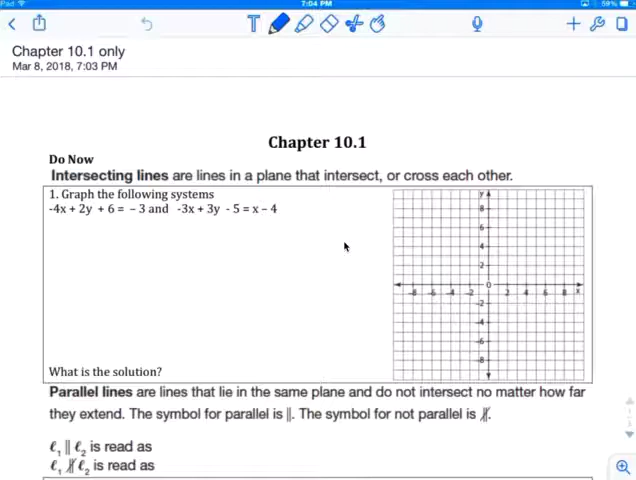 iPad
7:04 PM
59%
T
Chapter 10.1 only
Mar 8, 2018, 7:03 PM
Chapter 10.1
Do Now
Intersecting lines are lines in a plane that intersect, or cross each other.
1. Graph the following systems
-4x + 2y + 6 = – 3 and -3x + 3y - 5 = x – 4
y
8
6
4
2
-8 -6 -4 -2 0 2 4 6 8 x
-2
-4
-6
-8
What is the solution?
Parallel lines are lines that lie in the same plane and do not intersect no matter how far
they extend. The symbol for parallel is ∥. The symbol for not parallel is ∦.
ℓ₁ ∥ ℓ₂ is read as
ℓ₁ ∦ ℓ₂ is read as